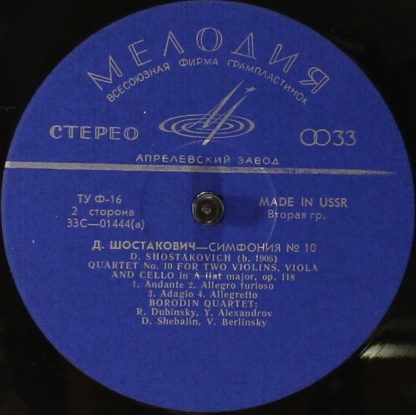 МЕЛОДИЯ
ВСЕСОЮЗНАЯ ФИРМА ГРАМПЛАСТИНОК
СТЕРЕО 33
АПРЕЛЕВСКИЙ ЗАВОД
ТУ Ф-16 MADE IN USSR
2 сторона Вторая гр.
33С—01444(а)
Д. ШОСТАКОВИЧ—СИМФОНИЯ № 10
D. SHOSTAKOVICH (b. 1906)
QUARTET No. 10 FOR TWO VIOLINS, VIOLA
AND CELLO in A flat major, op. 118
1. Andante 2. Allegro furioso
3. Adagio 4. Allegretto
BORODIN QUARTET:
R. Dubinsky, Y. Alexandrov
D. Shebalin, V. Berlinsky